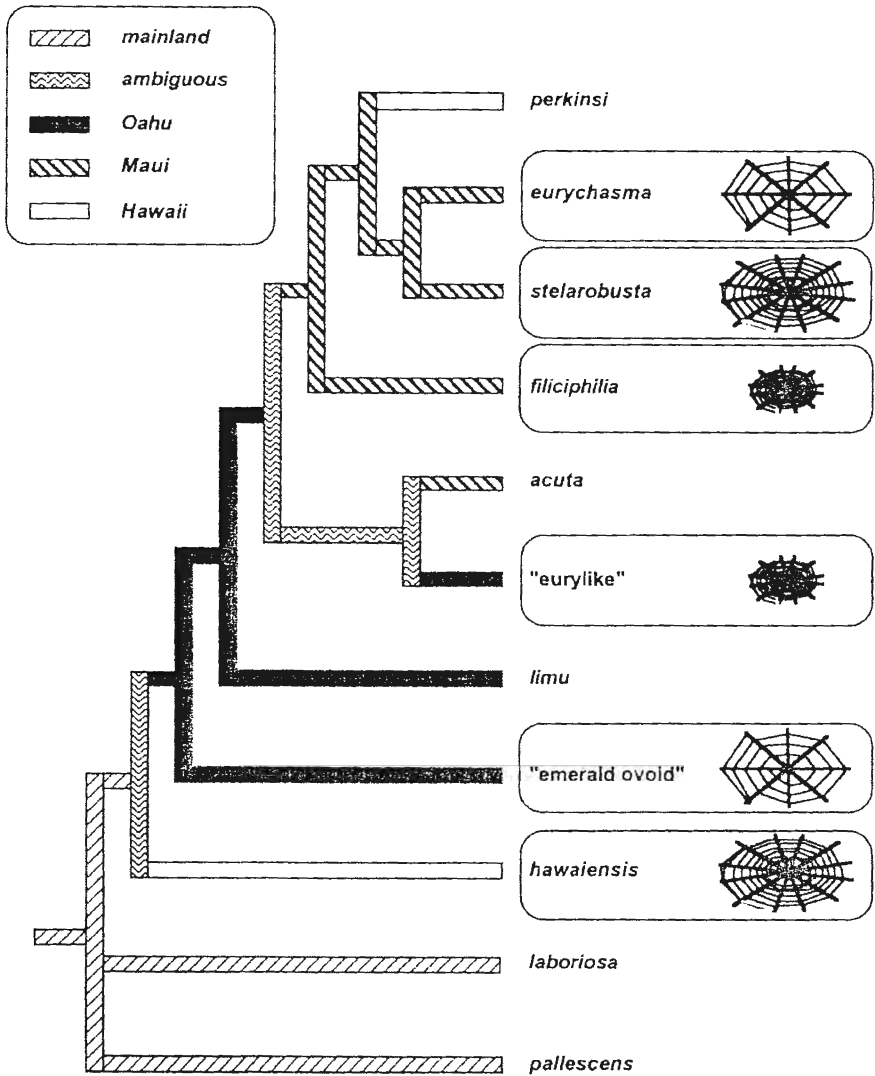 mainland
ambiguous
Oahu
Maui
Hawaii
perkinsi
eurychasma
stelarobusta
filiciphilia
acuta
"eurylike"
limu
"emerald ovoid"
hawaiensis
laboriosa
pallescens